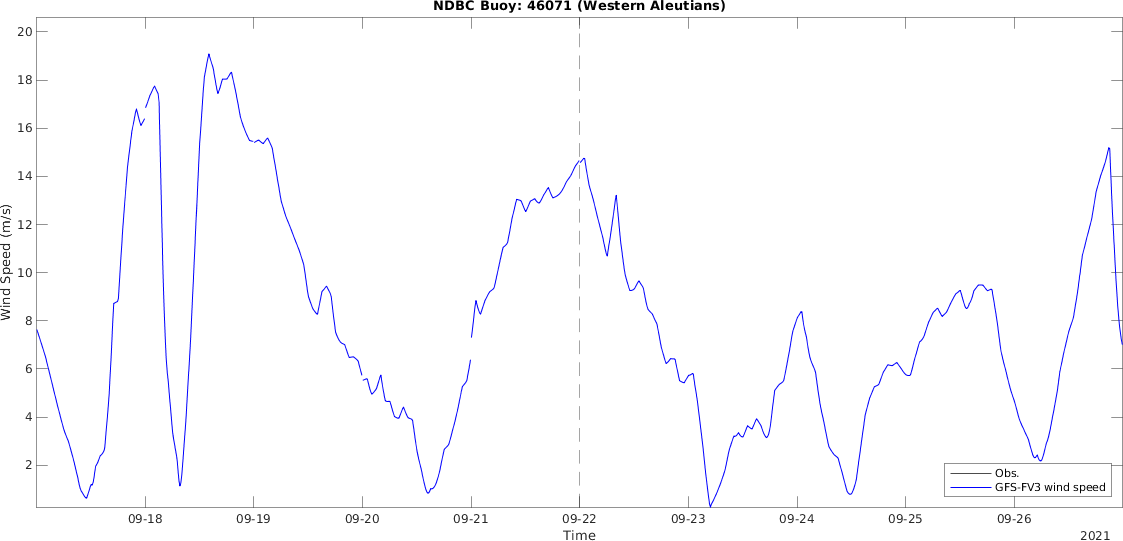 NDBC Buoy: 46071 (Western Aleutians)
20
18
16
14
12
10
8
6
4
2
Wind Speed (m/s)
09-18 09-19 09-20 09-21 09-22 09-23 09-24 09-25 09-26
Time
2021
Obs.
GFS-FV3 wind speed